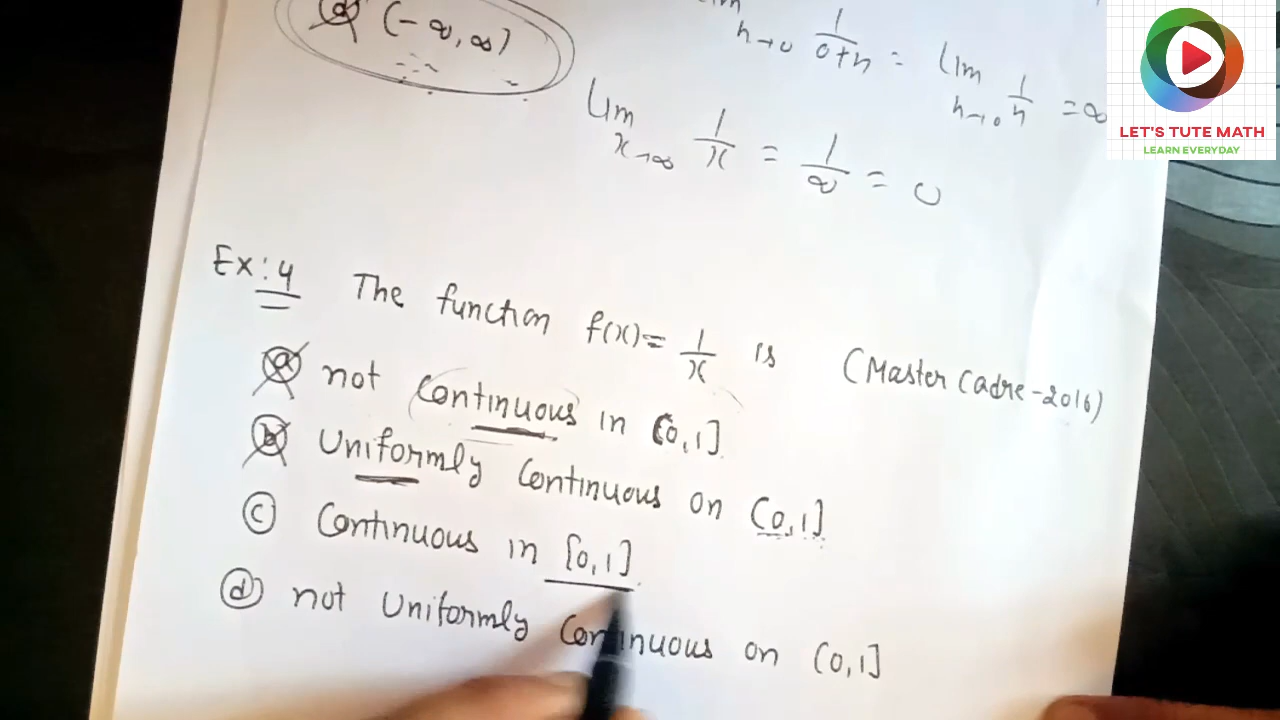 (d) (-∞, ∞)
lim h→0 1/0+h = lim h→0 1/h = ∞
lim x→∞ 1/x = 1/∞ = 0
LET'S TUTE MATH
LEARN EVERYDAY
Ex:4 The function f(x)= 1/x is (Master Cadre-2016)
(a) not continuous in (0,1]
(b) Uniformly continuous on (0,1]
(c) Continuous in [0,1]
(d) not Uniformly continuous on (0,1]